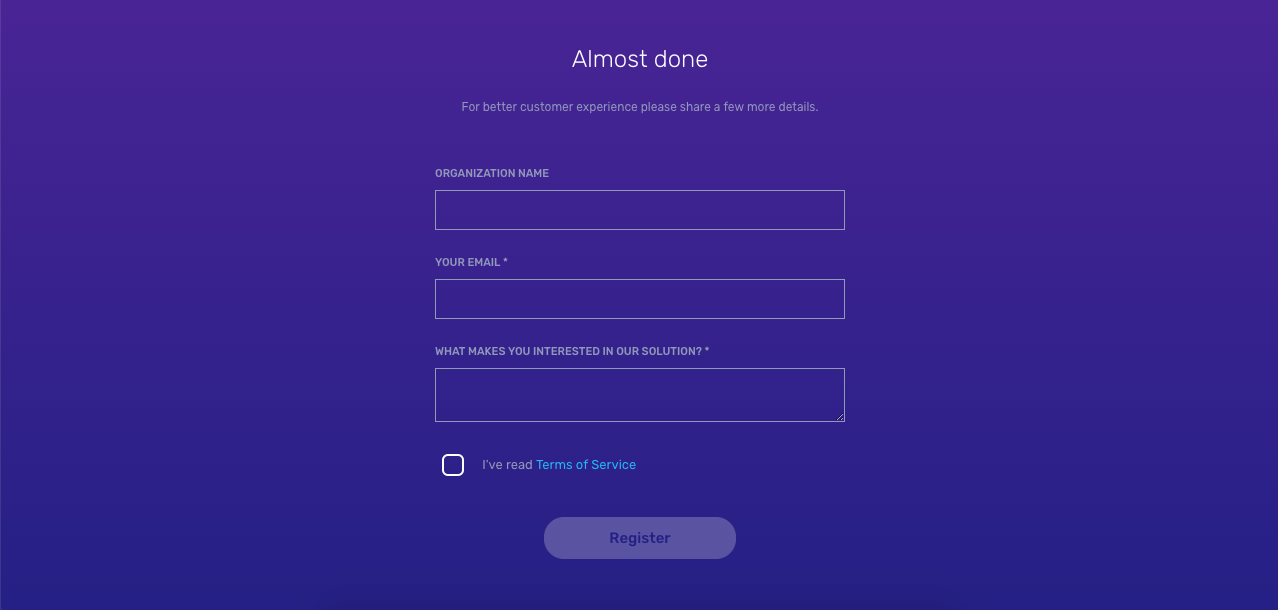 Almost done
For better customer experience please share a few more details.
ORGANIZATION NAME
YOUR EMAIL *
WHAT MAKES YOU INTERESTED IN OUR SOLUTION? *
I've read Terms of Service
Register